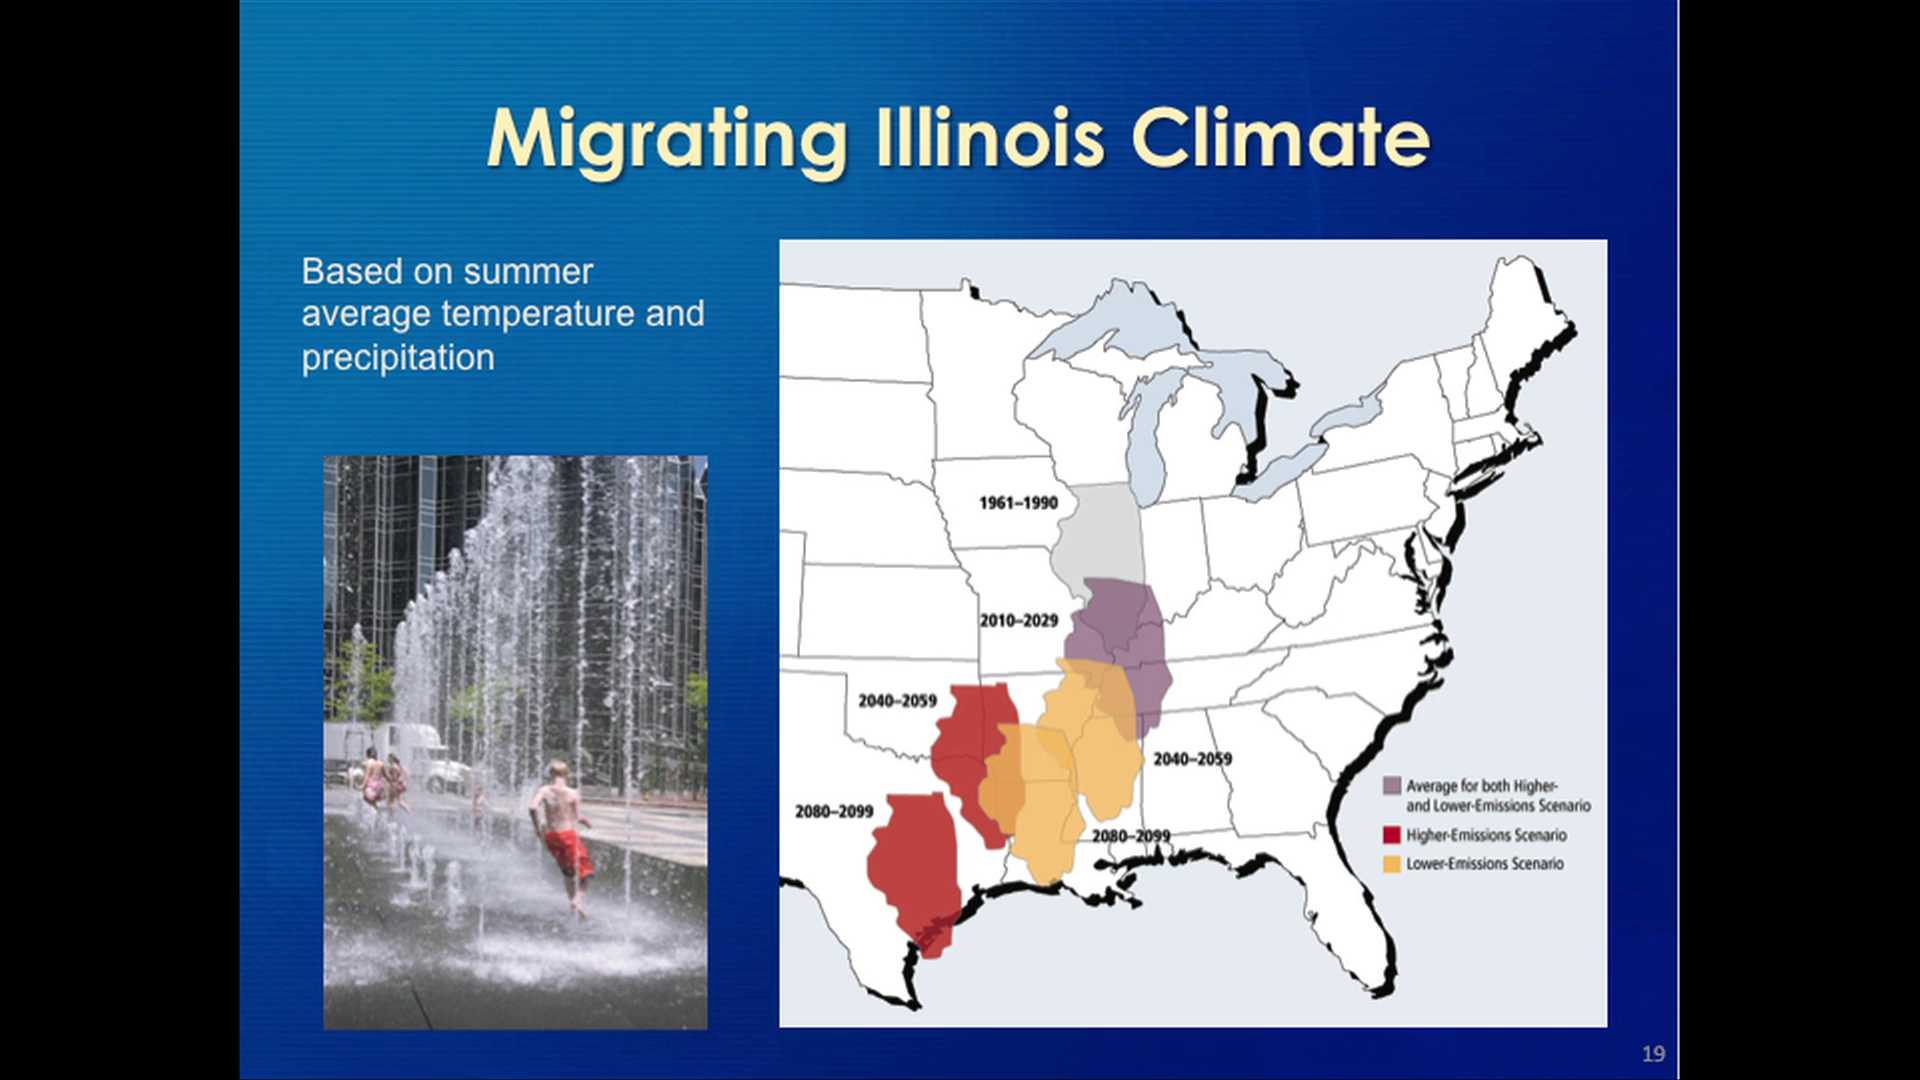 Migrating Illinois Climate
Based on summer
average temperature and
precipitation
1961–1990
2010–2029
2040–2059
2040–2059
2080–2099
2080–2099
Average for both Higher-
and Lower-Emissions Scenario
Higher-Emissions Scenario
Lower-Emissions Scenario
19